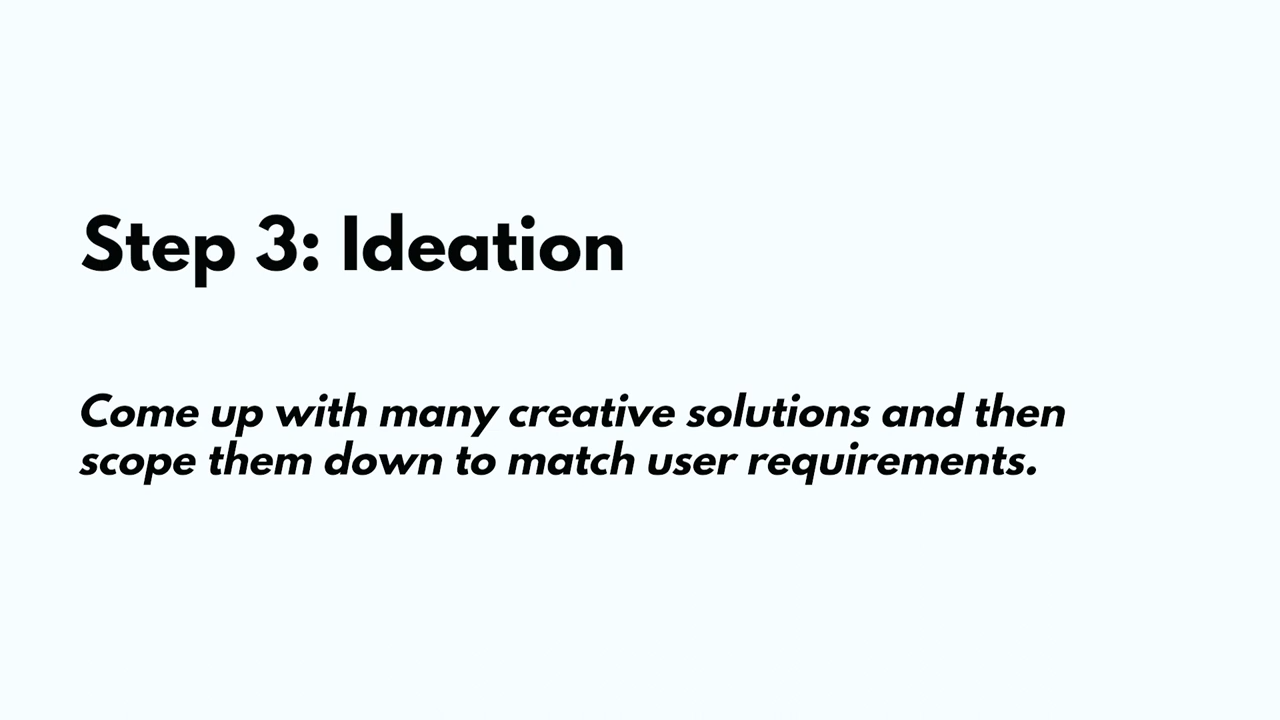 Step 3: Ideation
Come up with many creative solutions and then
scope them down to match user requirements.